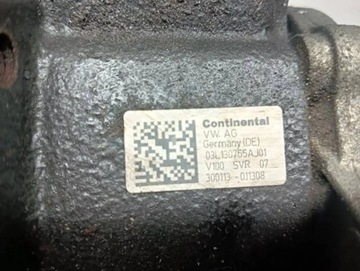 Continental
VW AG
Germany (DE)
03L130755AJ01
V100 SVR 07
300113-011308